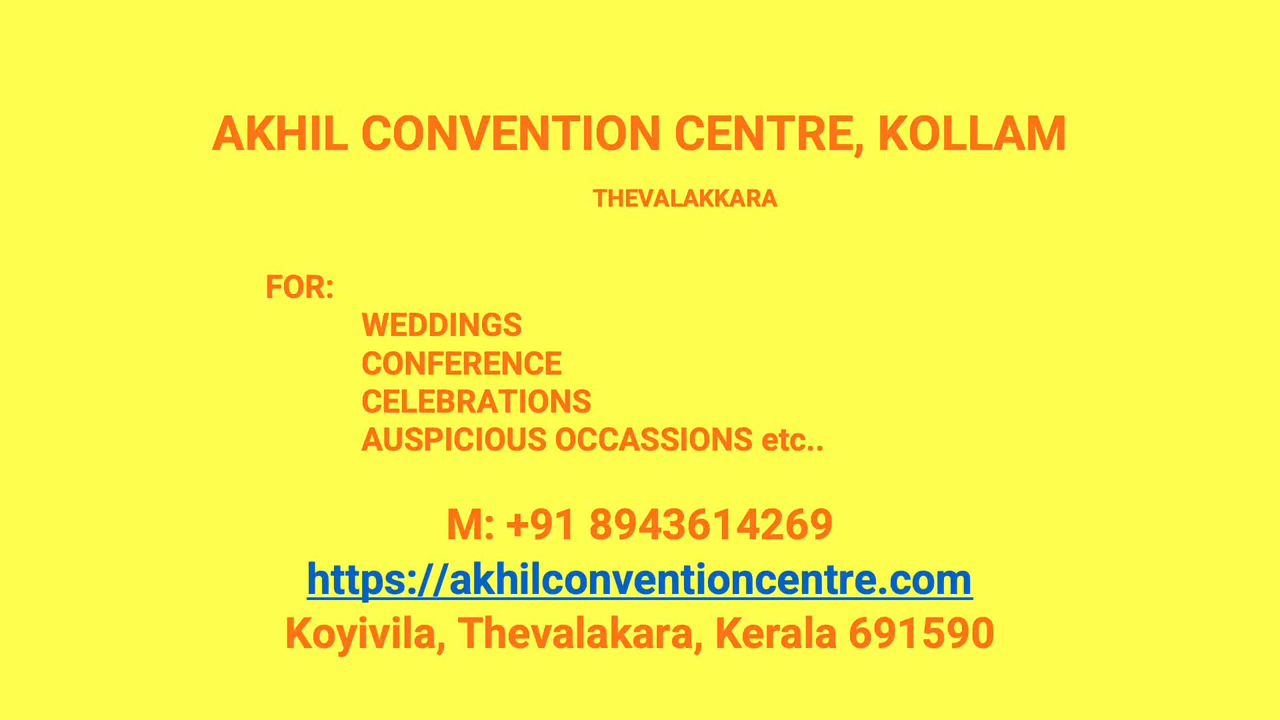 AKHIL CONVENTION CENTRE, KOLLAM
THEVALAKKARA
FOR:
WEDDINGS
CONFERENCE
CELEBRATIONS
AUSPICIOUS OCCASSIONS etc..
M: +91 8943614269
https://akhilconventioncentre.com
Koyivila, Thevalakara, Kerala 691590